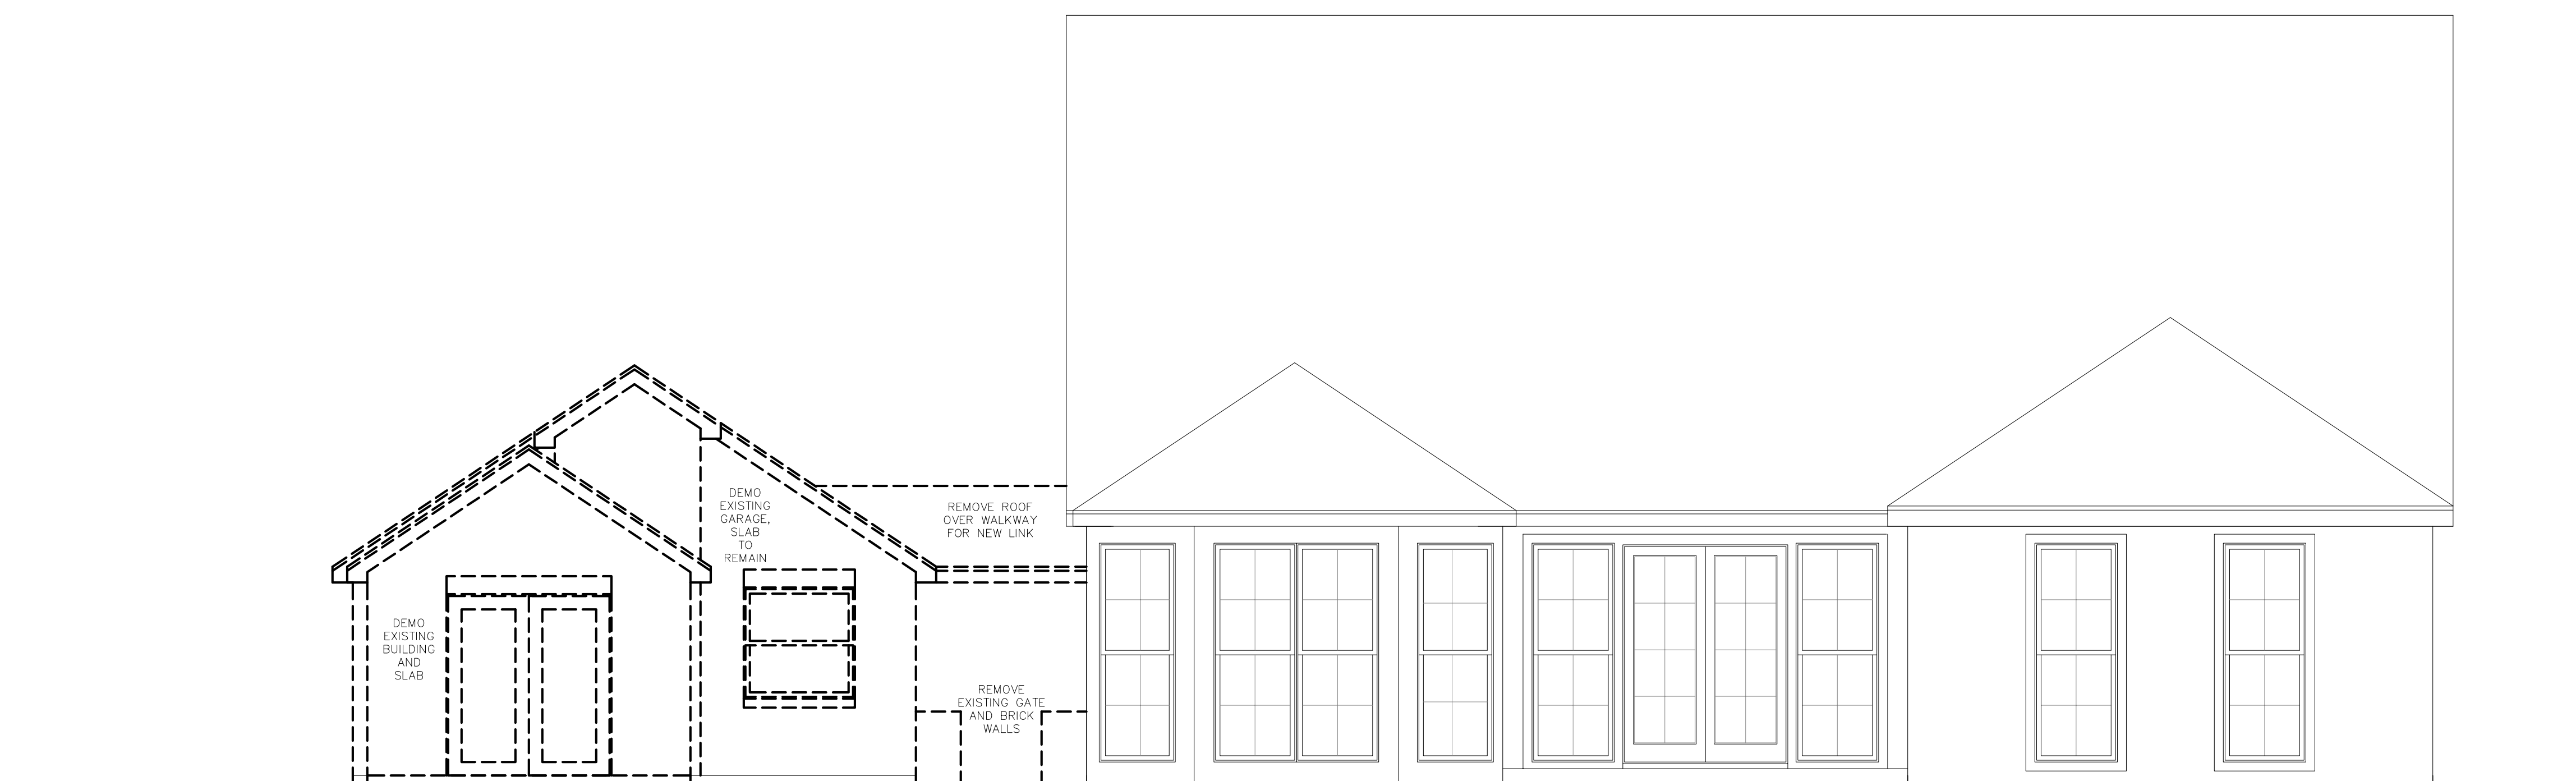 DEMO
EXISTING
GARAGE,
SLAB
TO
REMAIN
REMOVE ROOF
OVER WALKWAY
FOR NEW LINK
DEMO
EXISTING
BUILDING
AND
SLAB
REMOVE
EXISTING GATE
AND BRICK
WALLS